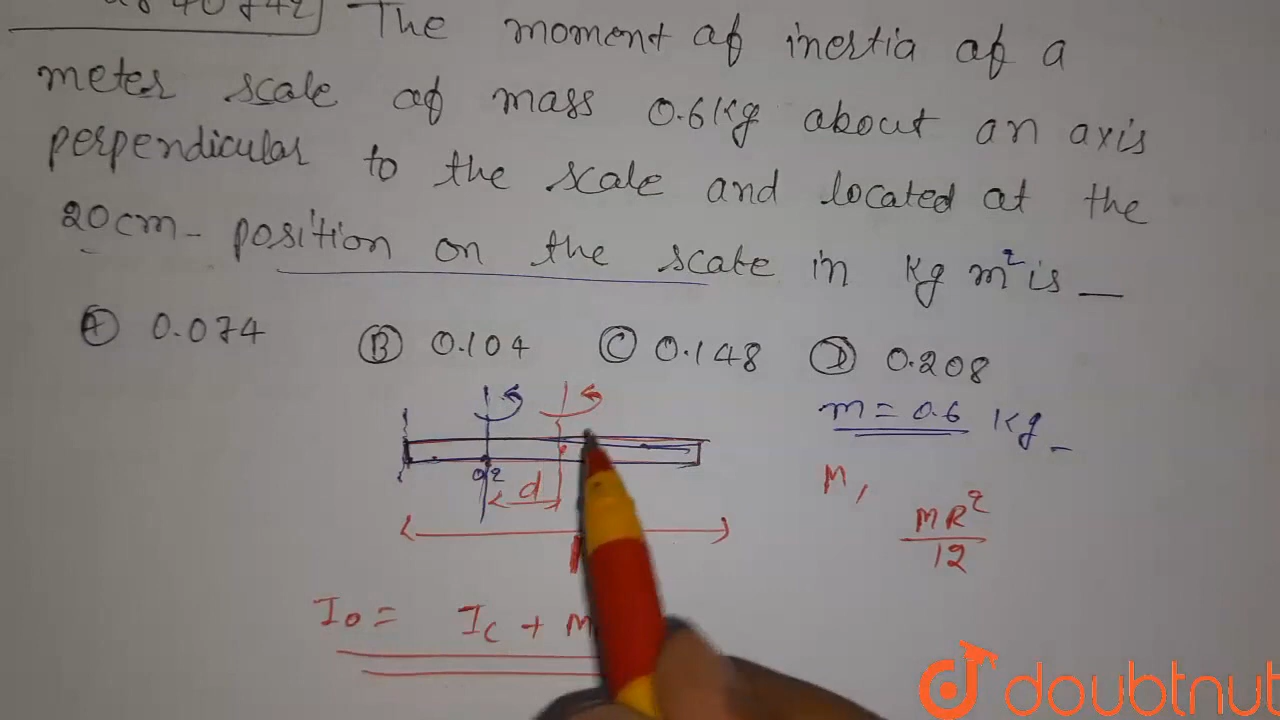 The moment of inertia of a
meter scale of mass 0.6Kg about an axis
perpendicular to the scale and located at the
20cm- position on the scale in Kg m² is _
A 0.074 B 0.104 C 0.148 D 0.208
m = 0.6 Kg
0.2
d
M,
MR²
12
I₀ = I_C + M
doubtnut